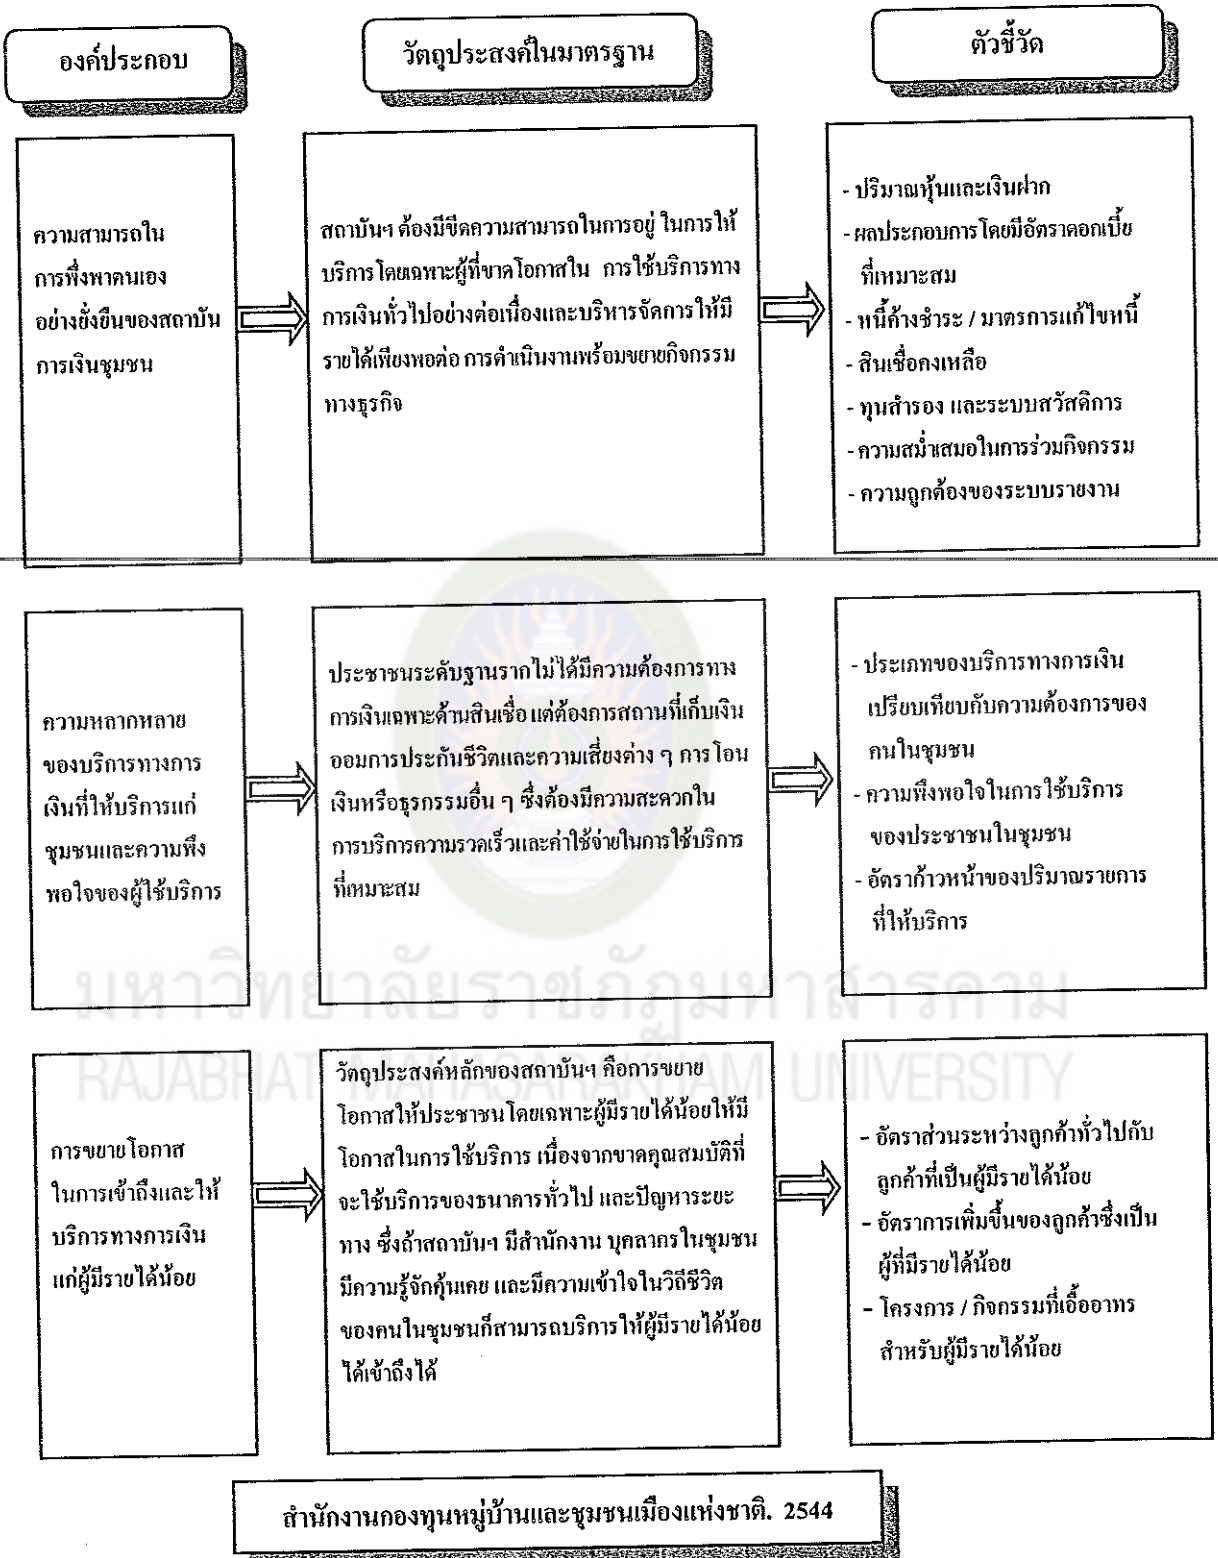 องค์ประกอบ
วัตถุประสงค์ในมาตรฐาน
ตัวชี้วัด
ความสามารถใน
การพึ่งพาตนเอง
อย่างยั่งยืนของสถาบัน
การเงินชุมชน
สถาบันฯ ต้องมีขีดความสามารถในการอยู่ ในการให้
บริการโดยเฉพาะผู้ที่ขาดโอกาสใน การใช้บริการทาง
การเงินทั่วไปอย่างต่อเนื่องและบริหารจัดการให้มี
รายได้เพียงพอต่อ การดำเนินงานพร้อมขยายกิจกรรม
ทางธุรกิจ
- ปริมาณหุ้นและเงินฝาก
- ผลประกอบการโดยมีอัตราดอกเบี้ย
ที่เหมาะสม
- หนี้ค้างชำระ / มาตรการแก้ไขหนี้
- สินเชื่อคงเหลือ
- ทุนสำรอง และระบบสวัสดิการ
- ความสม่ำเสมอในการร่วมกิจกรรม
- ความถูกต้องของระบบรายงาน
ความหลากหลาย
ของบริการทางการ
เงินที่ให้บริการแก่
ชุมชนและความพึง
พอใจของผู้ใช้บริการ
ประชาชนระดับฐานรากไม่ได้มีความต้องการทาง
การเงินเฉพาะด้านสินเชื่อ แต่ต้องการสถานที่เก็บเงิน
ออมการประกันชีวิตและความเสี่ยงต่าง ๆ การโอน
เงินหรือธุรกรรมอื่น ๆ ซึ่งต้องมีความสะดวกใน
การบริการความรวดเร็วและค่าใช้จ่ายในการใช้บริการ
ที่เหมาะสม
- ประเภทของบริการทางการเงิน
เปรียบเทียบกับความต้องการของ
คนในชุมชน
- ความพึงพอใจในการใช้บริการ
ของประชาชนในชุมชน
- อัตราก้าวหน้าของปริมาณรายการ
ที่ให้บริการ
มหาวิทยาลัยราชภัฏมหาสารคาม
RAJABHAT MAHASARAKHAM UNIVERSITY
การขยายโอกาส
ในการเข้าถึงและให้
บริการทางการเงิน
แก่ผู้มีรายได้น้อย
วัตถุประสงค์หลักของสถาบันฯ คือการขยาย
โอกาสให้ประชาชนโดยเฉพาะผู้มีรายได้น้อยให้มี
โอกาสในการใช้บริการ เนื่องจากขาดคุณสมบัติที่
จะใช้บริการของธนาคารทั่วไป และปัญหาระยะ
ทาง ซึ่งถ้าสถาบันฯ มีสำนักงาน บุคลากรในชุมชน
มีความรู้จักคุ้นเคย และมีความเข้าใจในวิถีชีวิต
ของคนในชุมชนก็สามารถบริการให้ผู้มีรายได้น้อย
ได้เข้าถึงได้
- อัตราส่วนระหว่างลูกค้าทั่วไปกับ
ลูกค้าที่เป็นผู้มีรายได้น้อย
- อัตราการเพิ่มขึ้นของลูกค้าซึ่งเป็น
ผู้ที่มีรายได้น้อย
- โครงการ / กิจกรรมที่เอื้ออาทร
สำหรับผู้มีรายได้น้อย
สำนักงานกองทุนหมู่บ้านและชุมชนเมืองแห่งชาติ. 2544